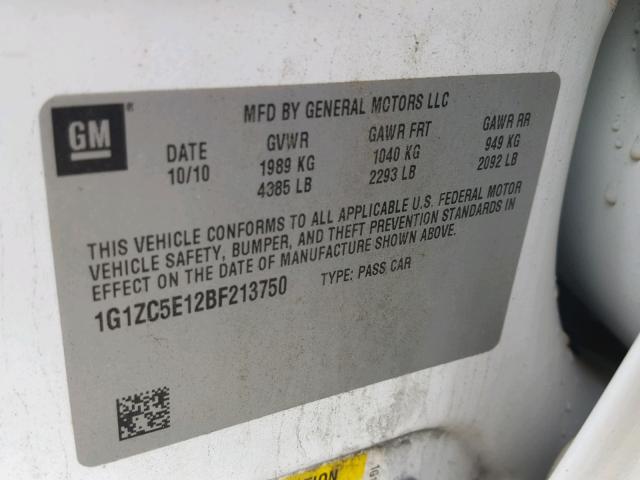 GM ®
MFD BY GENERAL MOTORS LLC
DATE GVWR GAWR FRT GAWR RR
10/10 1989 KG 1040 KG 949 KG
4385 LB 2293 LB 2092 LB
THIS VEHICLE CONFORMS TO ALL APPLICABLE U.S. FEDERAL MOTOR
VEHICLE SAFETY, BUMPER, AND THEFT PREVENTION STANDARDS IN
EFFECT ON THE DATE OF MANUFACTURE SHOWN ABOVE.
1G1ZC5E12BF213750 TYPE: PASS CAR